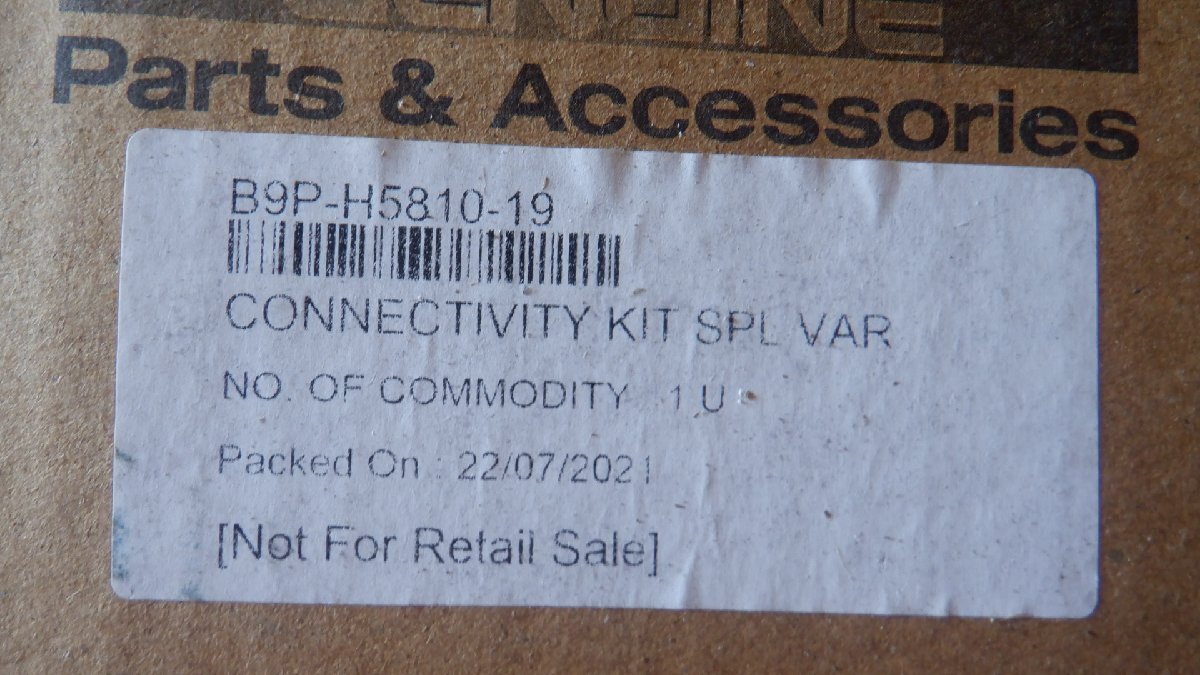 GENUINE
Parts & Accessories
B9P-H5810-19
CONNECTIVITY KIT SPL VAR
NO. OF COMMODITY 1 U
Packed On : 22/07/2021
[Not For Retail Sale]